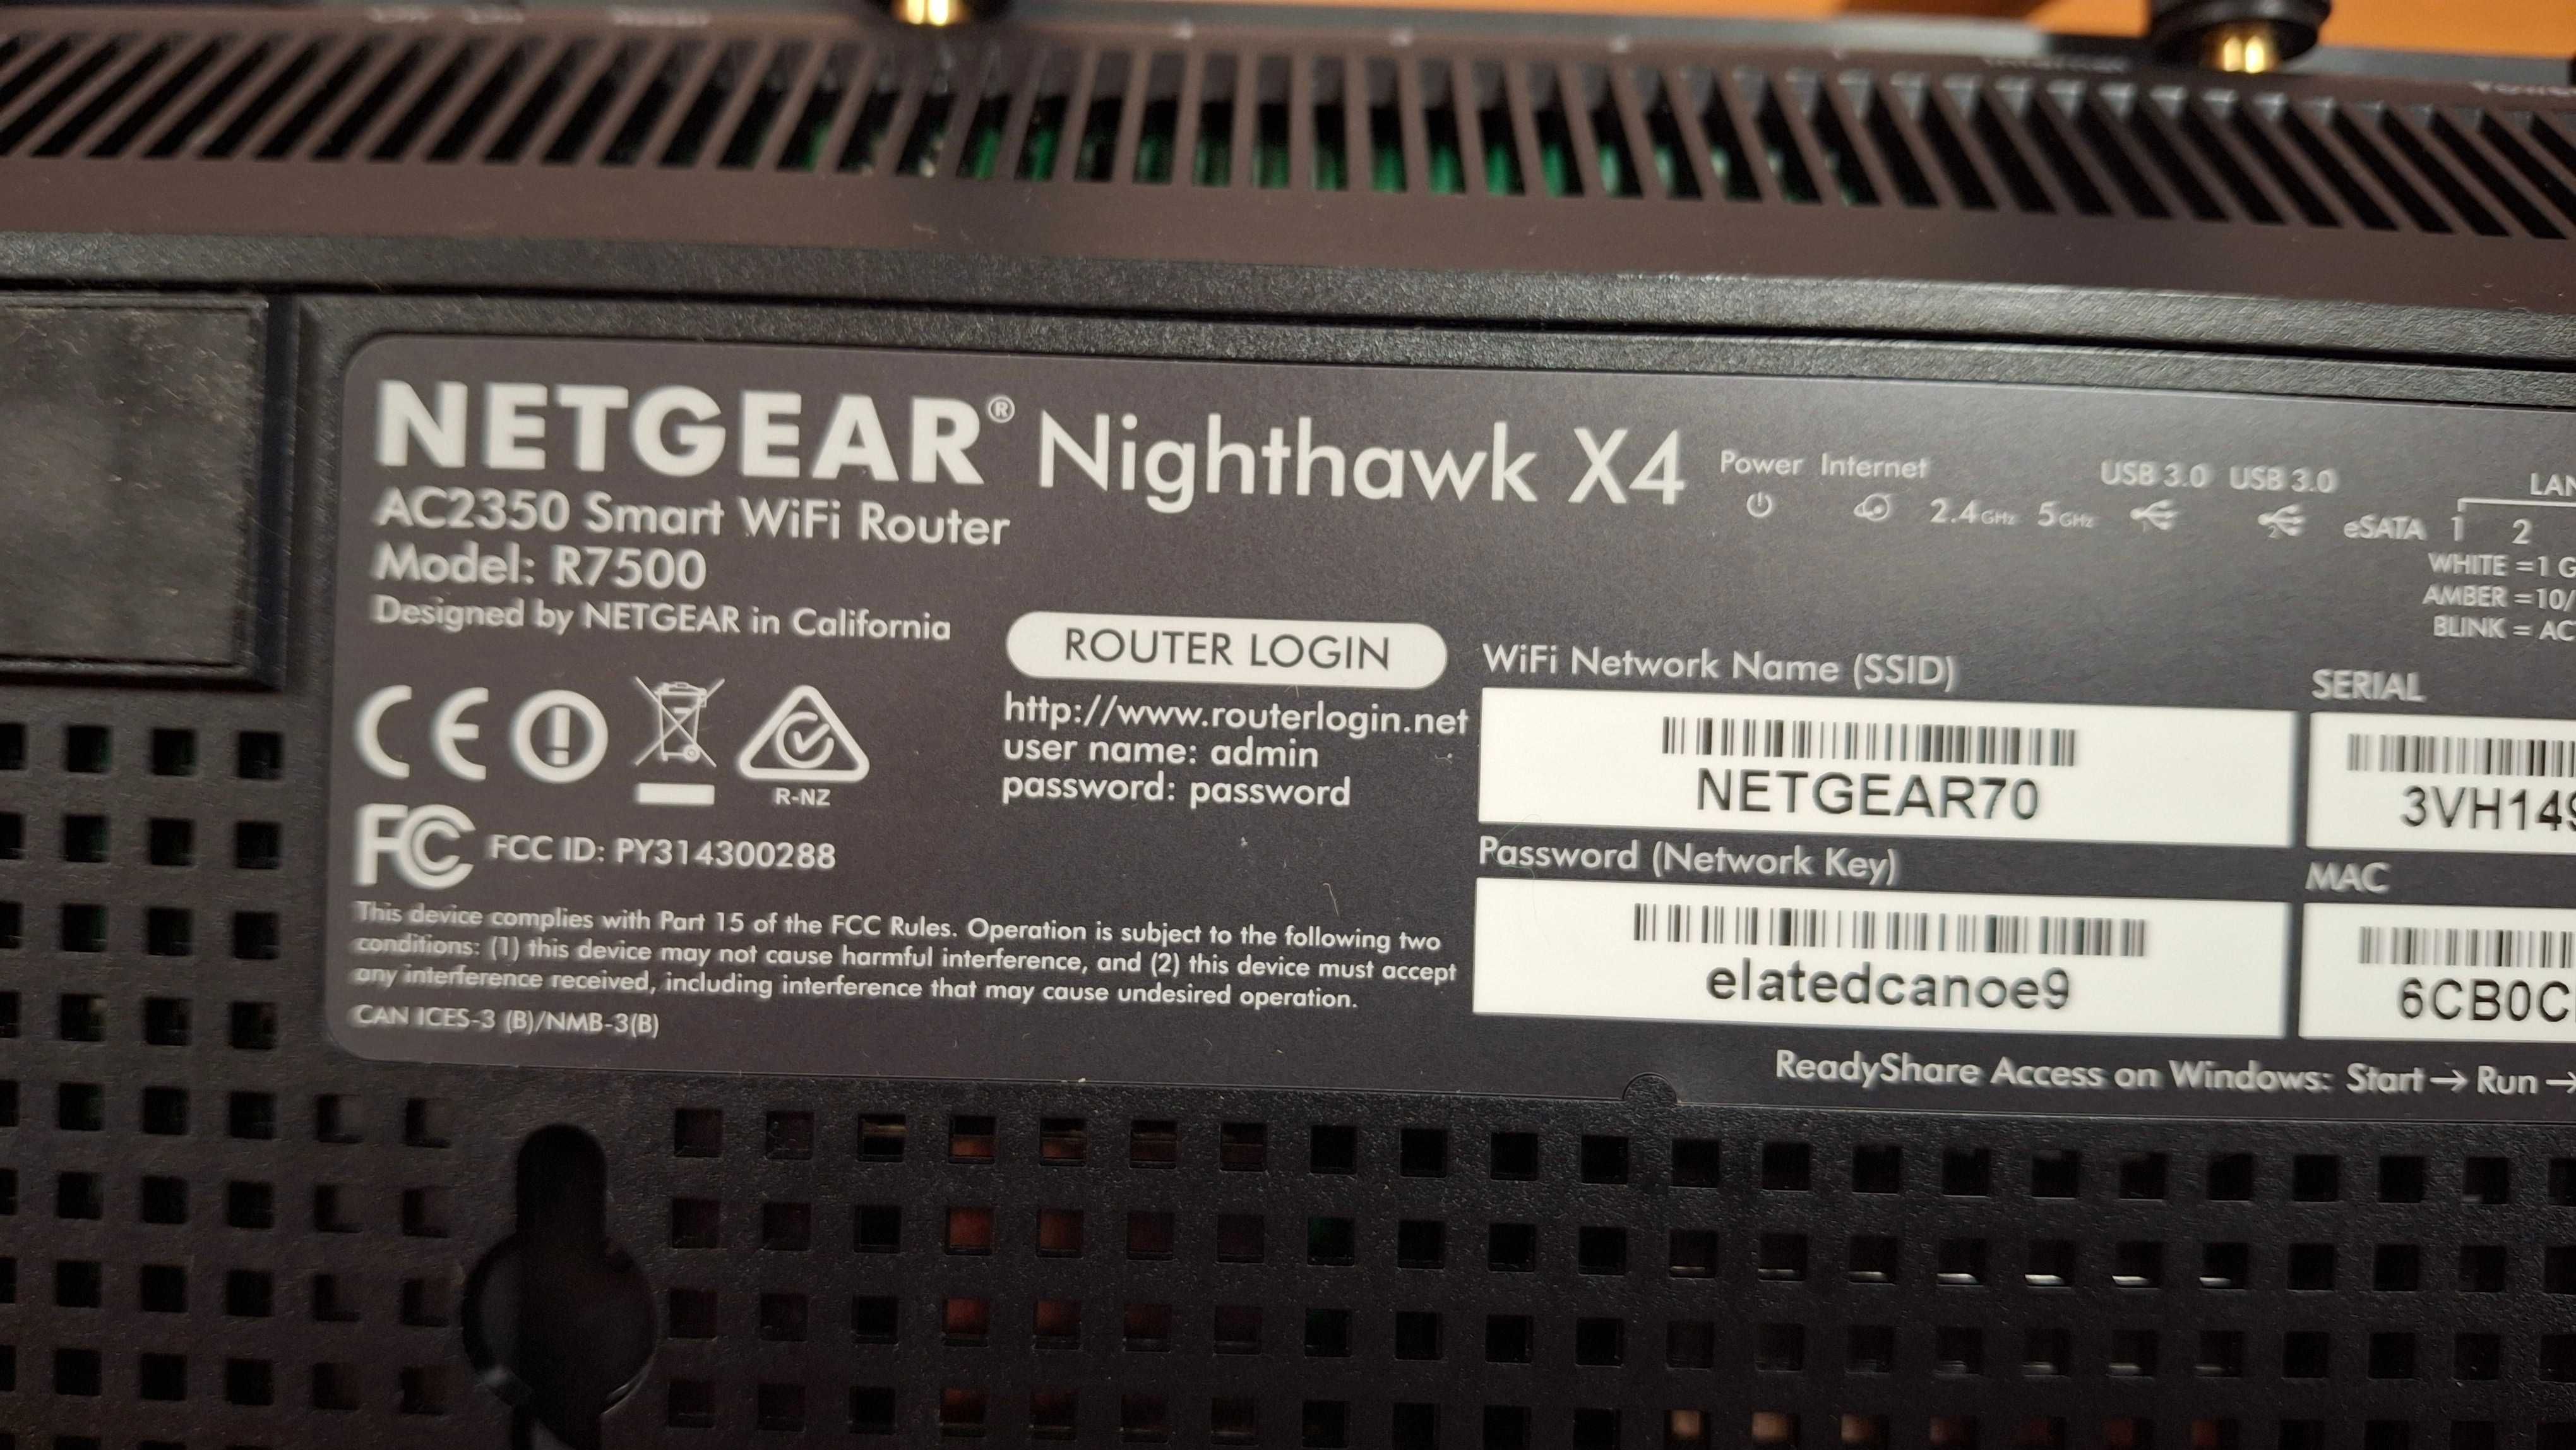 NETGEAR® Nighthawk X4
AC2350 Smart WiFi Router
Model: R7500
Designed by NETGEAR in California
CE
R-NZ
FC FCC ID: PY314300288
This device complies with Part 15 of the FCC Rules. Operation is subject to the following two
conditions: (1) this device may not cause harmful interference, and (2) this device must accept
any interference received, including interference that may cause undesired operation.
CAN ICES-3 (B)/NMB-3(B)
ROUTER LOGIN
http://www.routerlogin.net
user name: admin
password: password
Power Internet USB 3.0 USB 3.0 LAN
2.4GHz 5GHz eSATA 1 2
WHITE =1 G
AMBER =10/
BLINK = AC
WiFi Network Name (SSID)
NETGEAR70
Password (Network Key)
elatedcanoe9
SERIAL
3VH149
MAC
6CB0C
ReadyShare Access on Windows: Start → Run →